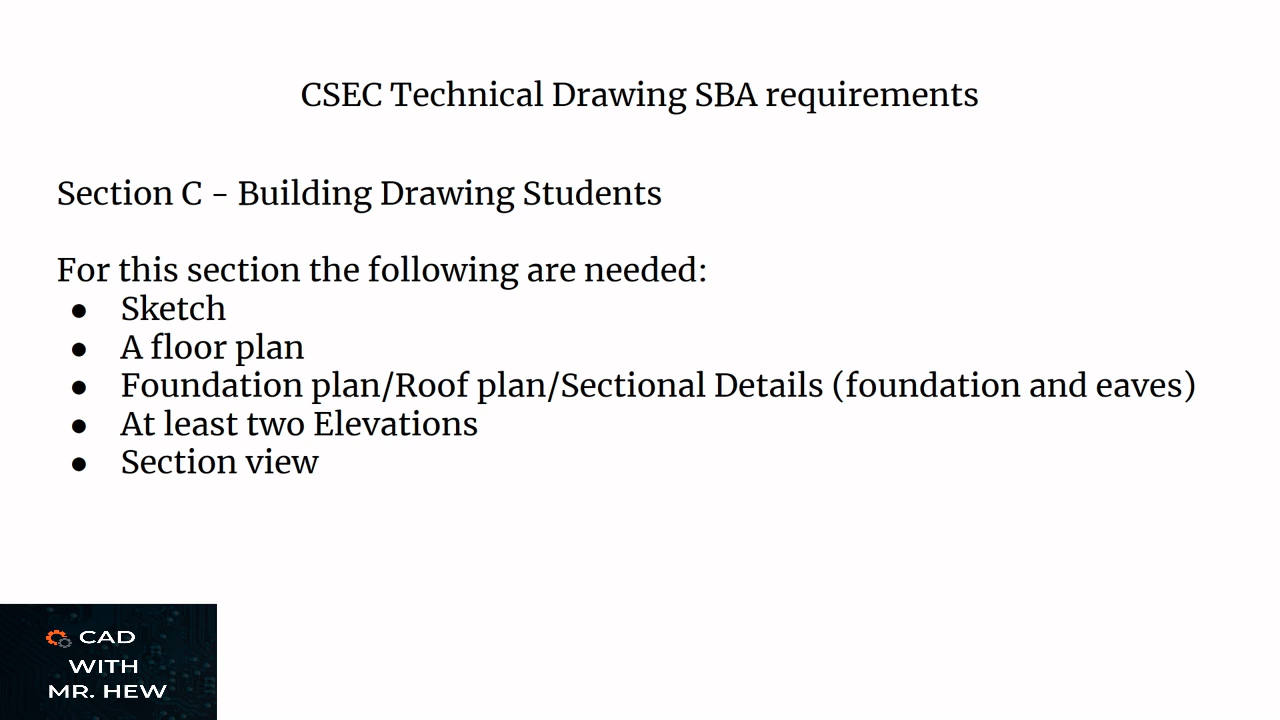 CSEC Technical Drawing SBA requirements
Section C - Building Drawing Students
For this section the following are needed:
● Sketch
● A floor plan
● Foundation plan/Roof plan/Sectional Details (foundation and eaves)
● At least two Elevations
● Section view
CAD
WITH
MR. HEW